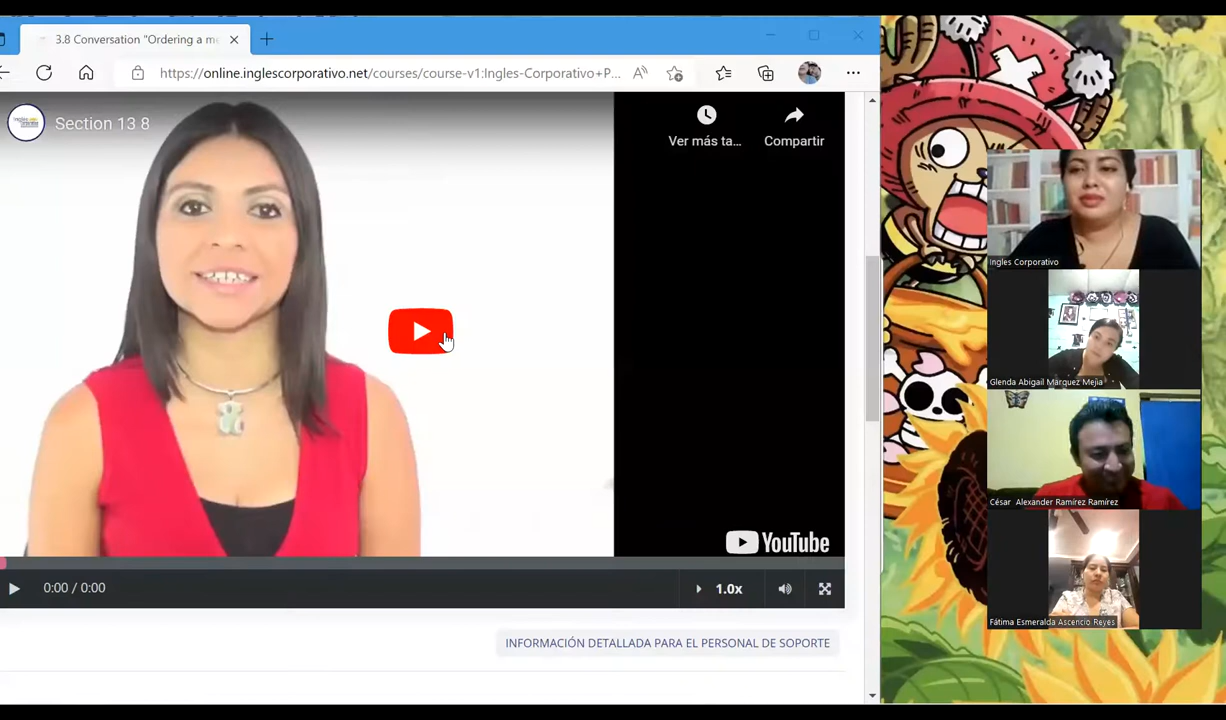 3.8 Conversation "Ordering a me
https://online.inglescorporativo.net/courses/course-v1:Ingles-Corporativo+P...
Section 13 8
Ver más ta...
Compartir
YouTube
0:00 / 0:00
1.0x
INFORMACIÓN DETALLADA PARA EL PERSONAL DE SOPORTE
Ingles Corporativo
Glenda Abigail Márquez Mejia
César Alexander Ramírez Ramírez
Fátima Esmeralda Ascencio Reyes